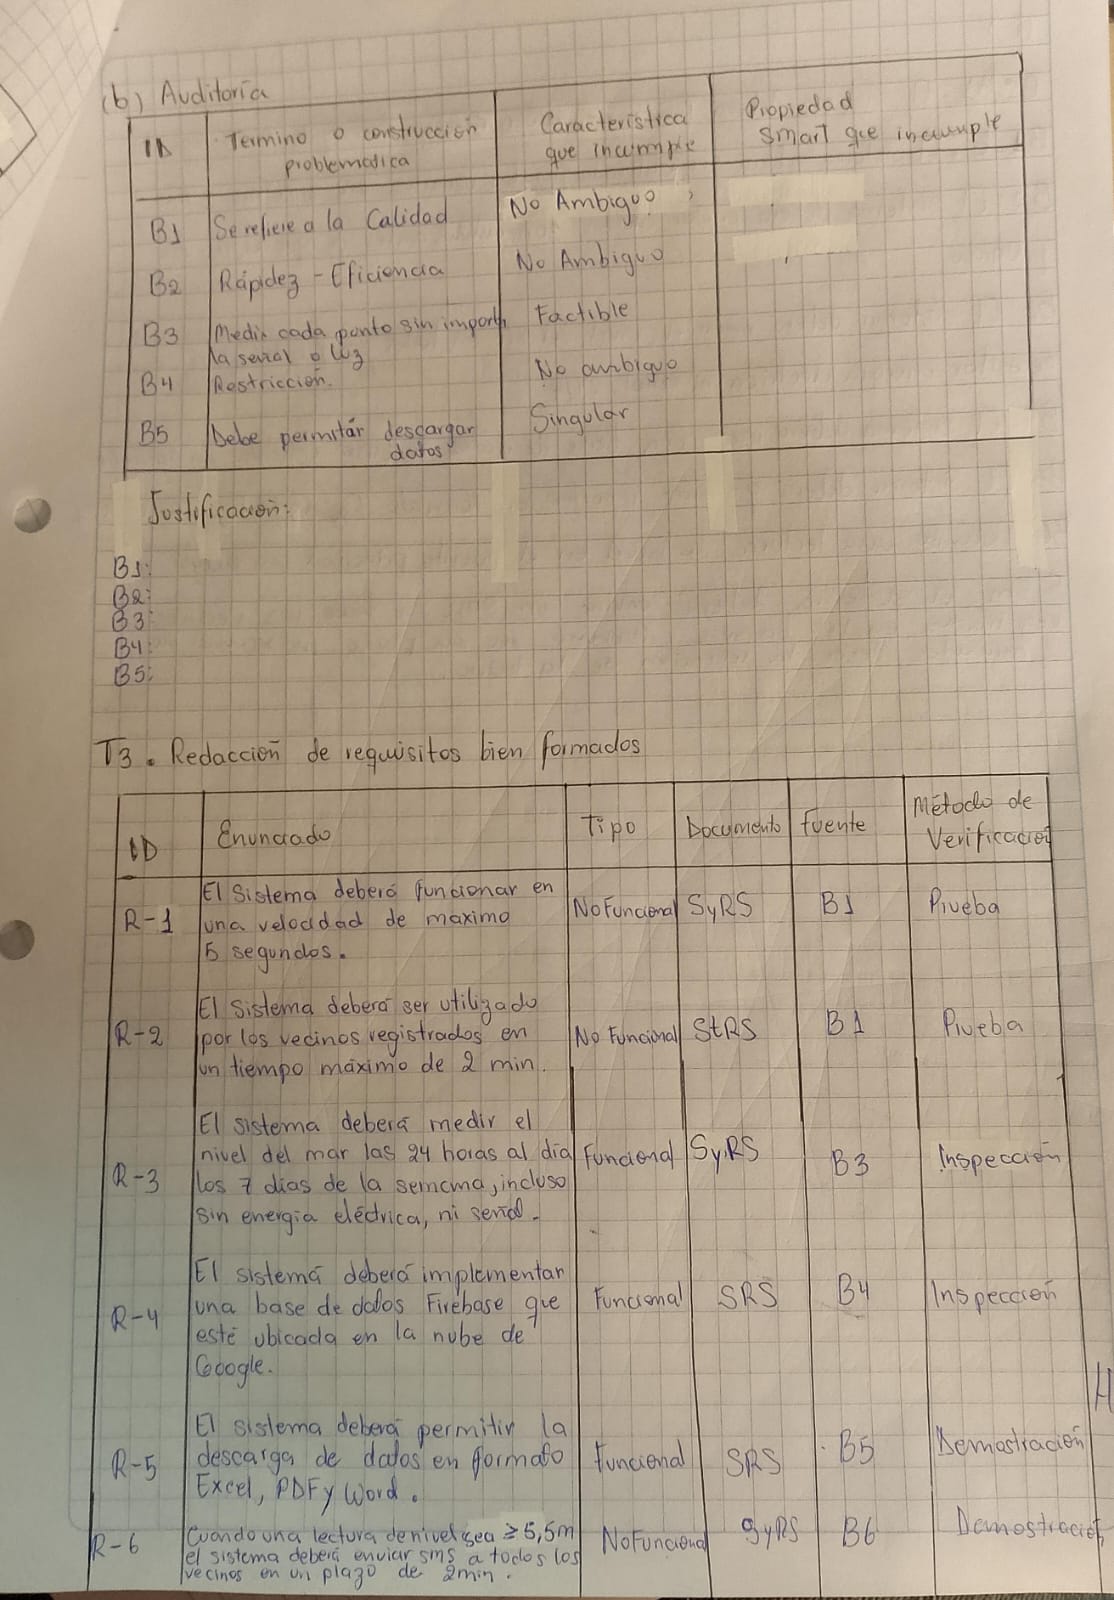 (b) Auditoría
ID
Termino o construcción
problematica
Caracteristica
que incumple
Propiedad
Smart que incumple
B1
Se refiere a la Calidad
No Ambiguo
B2
Rápidez - Eficiencia
No Ambiguo
B3
Medir cada punto sin import
la señal o luz
Factible
B4
Restricción.
No ambiguo
B5
Debe permitir descargar
datos
Singular
Justificación:
B1:
B2:
B3:
B4:
B5:
T3. Redacción de requisitos bien formados
ID
Enunciado
Tipo
Documento
fuente
Método de
Verificación
R-1
El Sistema deberá funcionar en
una velocidad de maximo
5 segundos.
No Funcional
SyRS
B1
Prueba
R-2
El Sistema deberá ser utilizado
por los vecinos registrados en
un tiempo máximo de 2 min.
No Funcional
StRS
B1
Prueba
R-3
El sistema deberá medir el
nivel del mar las 24 horas al día
los 7 dias de la semana, incluso
sin energia eléctrica, ni señal.
Funcional
SyRS
B3
Inspección
R-4
El sistema deberá implementar
una base de datos Firebase que
esté ubicada en la nube de
Google.
Funcional
SRS
B4
Inspección
R-5
El sistema deberá permitir la
descarga de datos en formato
Excel, PDF y Word.
Funcional
SRS
B5
Demostración
R-6
Cuando una lectura de nivel sea ≥ 5,5m
el sistema deberá enviar sms a todos los
vecinos en un plazo de 2min.
No Funcional
SyRS
B6
Demostración
H